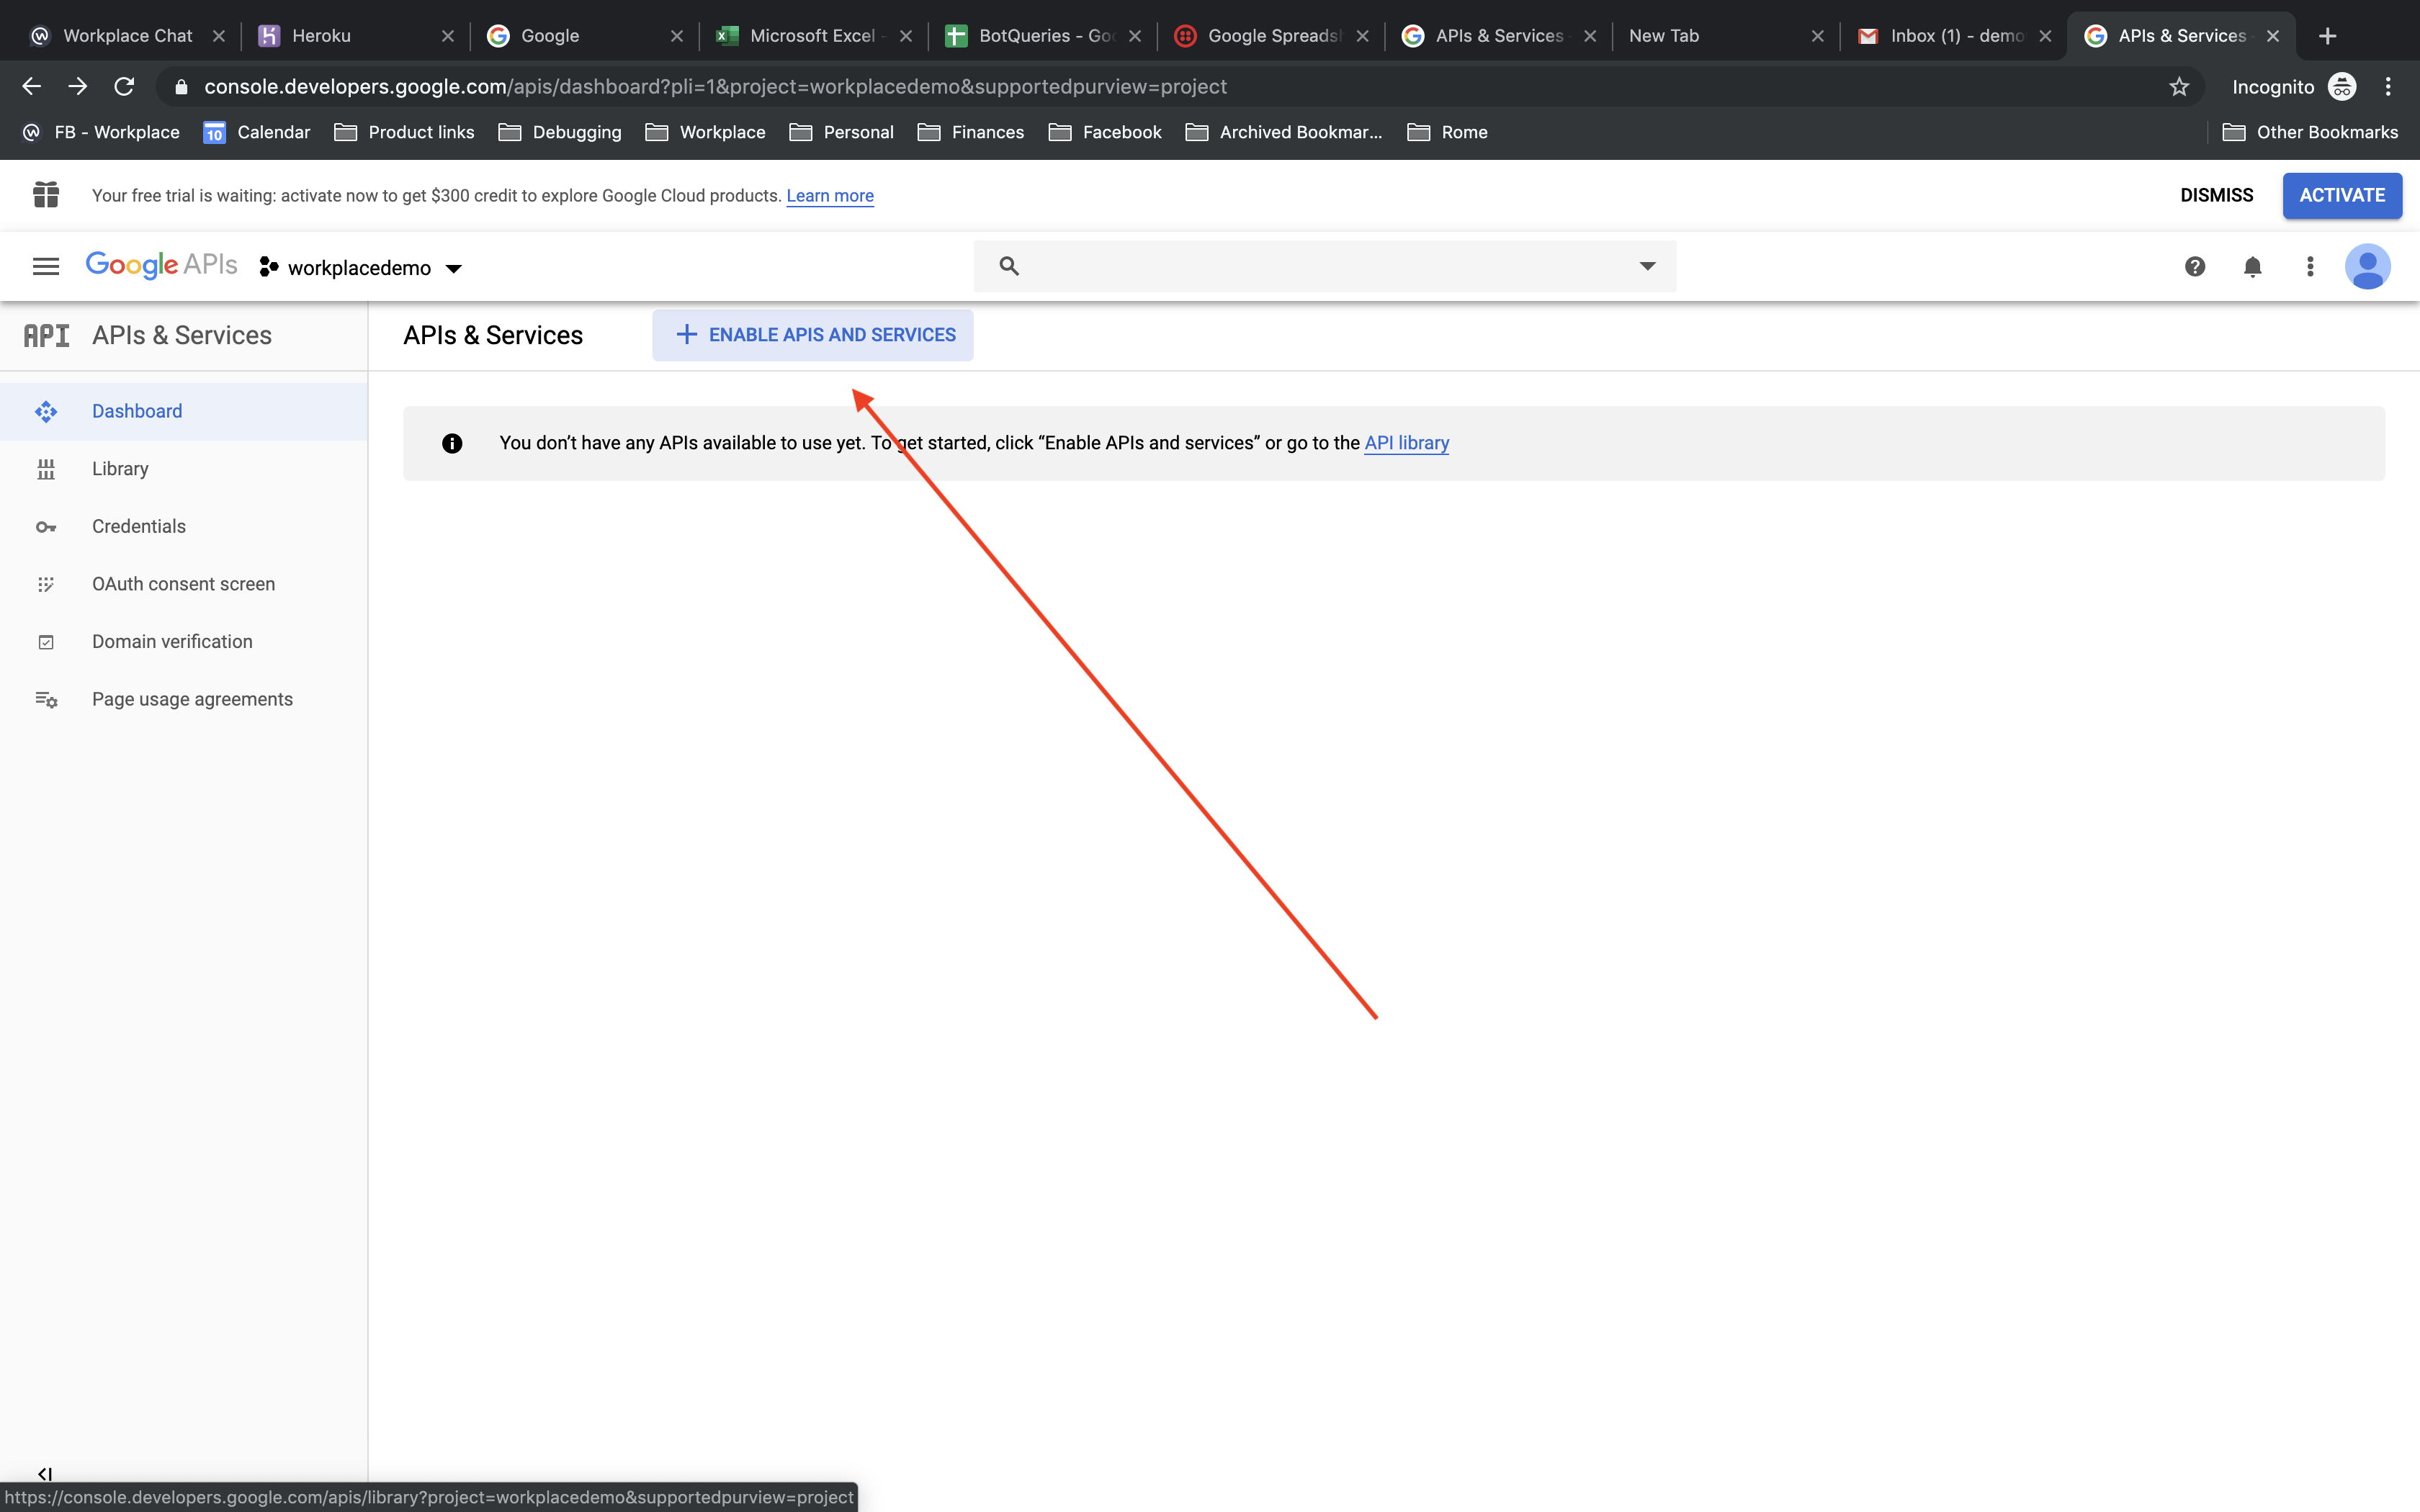 Workplace Chat
Heroku
Google
Microsoft Excel -
BotQueries - Goo
Google Spreadsh
APIs & Services -
New Tab
Inbox (1) - demo
APIs & Services -
console.developers.google.com/apis/dashboard?pli=1&project=workplacedemo&supportedpurview=project
Incognito
FB - Workplace
10
Calendar
Product links
Debugging
Workplace
Personal
Finances
Facebook
Archived Bookmar...
Rome
Other Bookmarks
Your free trial is waiting: activate now to get $300 credit to explore Google Cloud products. Learn more
DISMISS
ACTIVATE
Google APIs
workplacedemo
API APIs & Services
APIs & Services
ENABLE APIS AND SERVICES
Dashboard
You don’t have any APIs available to use yet. To get started, click “Enable APIs and services” or go to the API library
Library
Credentials
OAuth consent screen
Domain verification
Page usage agreements
https://console.developers.google.com/apis/library?project=workplacedemo&supportedpurview=project